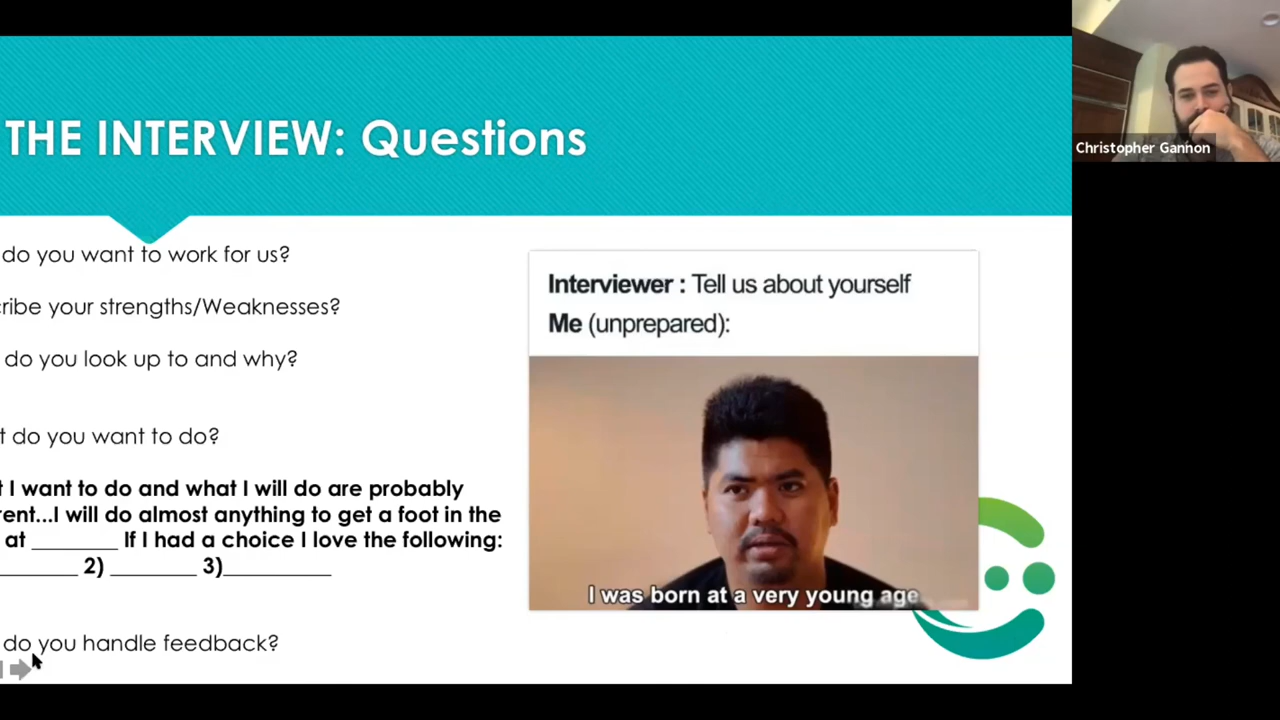 THE INTERVIEW: Questions
do you want to work for us?
cribe your strengths/Weaknesses?
do you look up to and why?
t do you want to do?
t I want to do and what I will do are probably
rent...I will do almost anything to get a foot in the
at ________ If I had a choice I love the following:
________ 2) ________ 3)__________
do you handle feedback?
Interviewer : Tell us about yourself
Me (unprepared):
I was born at a very young age
Christopher Gannon